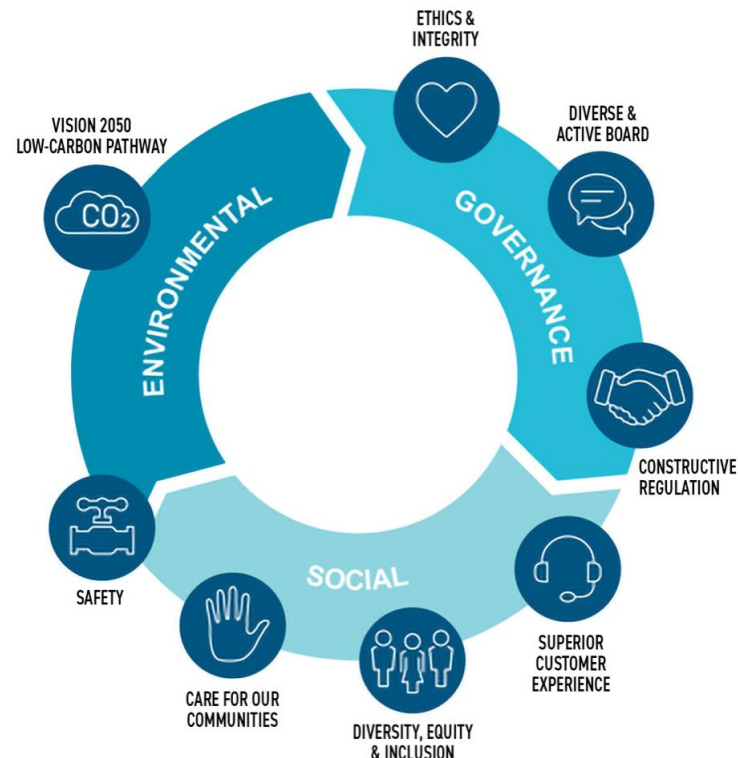 ETHICS &
INTEGRITY
DIVERSE &
ACTIVE BOARD
VISION 2050
LOW-CARBON PATHWAY
CO2
ENVIRONMENTAL
GOVERNANCE
CONSTRUCTIVE
REGULATION
SOCIAL
SAFETY
SUPERIOR
CUSTOMER
EXPERIENCE
CARE FOR OUR
COMMUNITIES
DIVERSITY, EQUITY
& INCLUSION